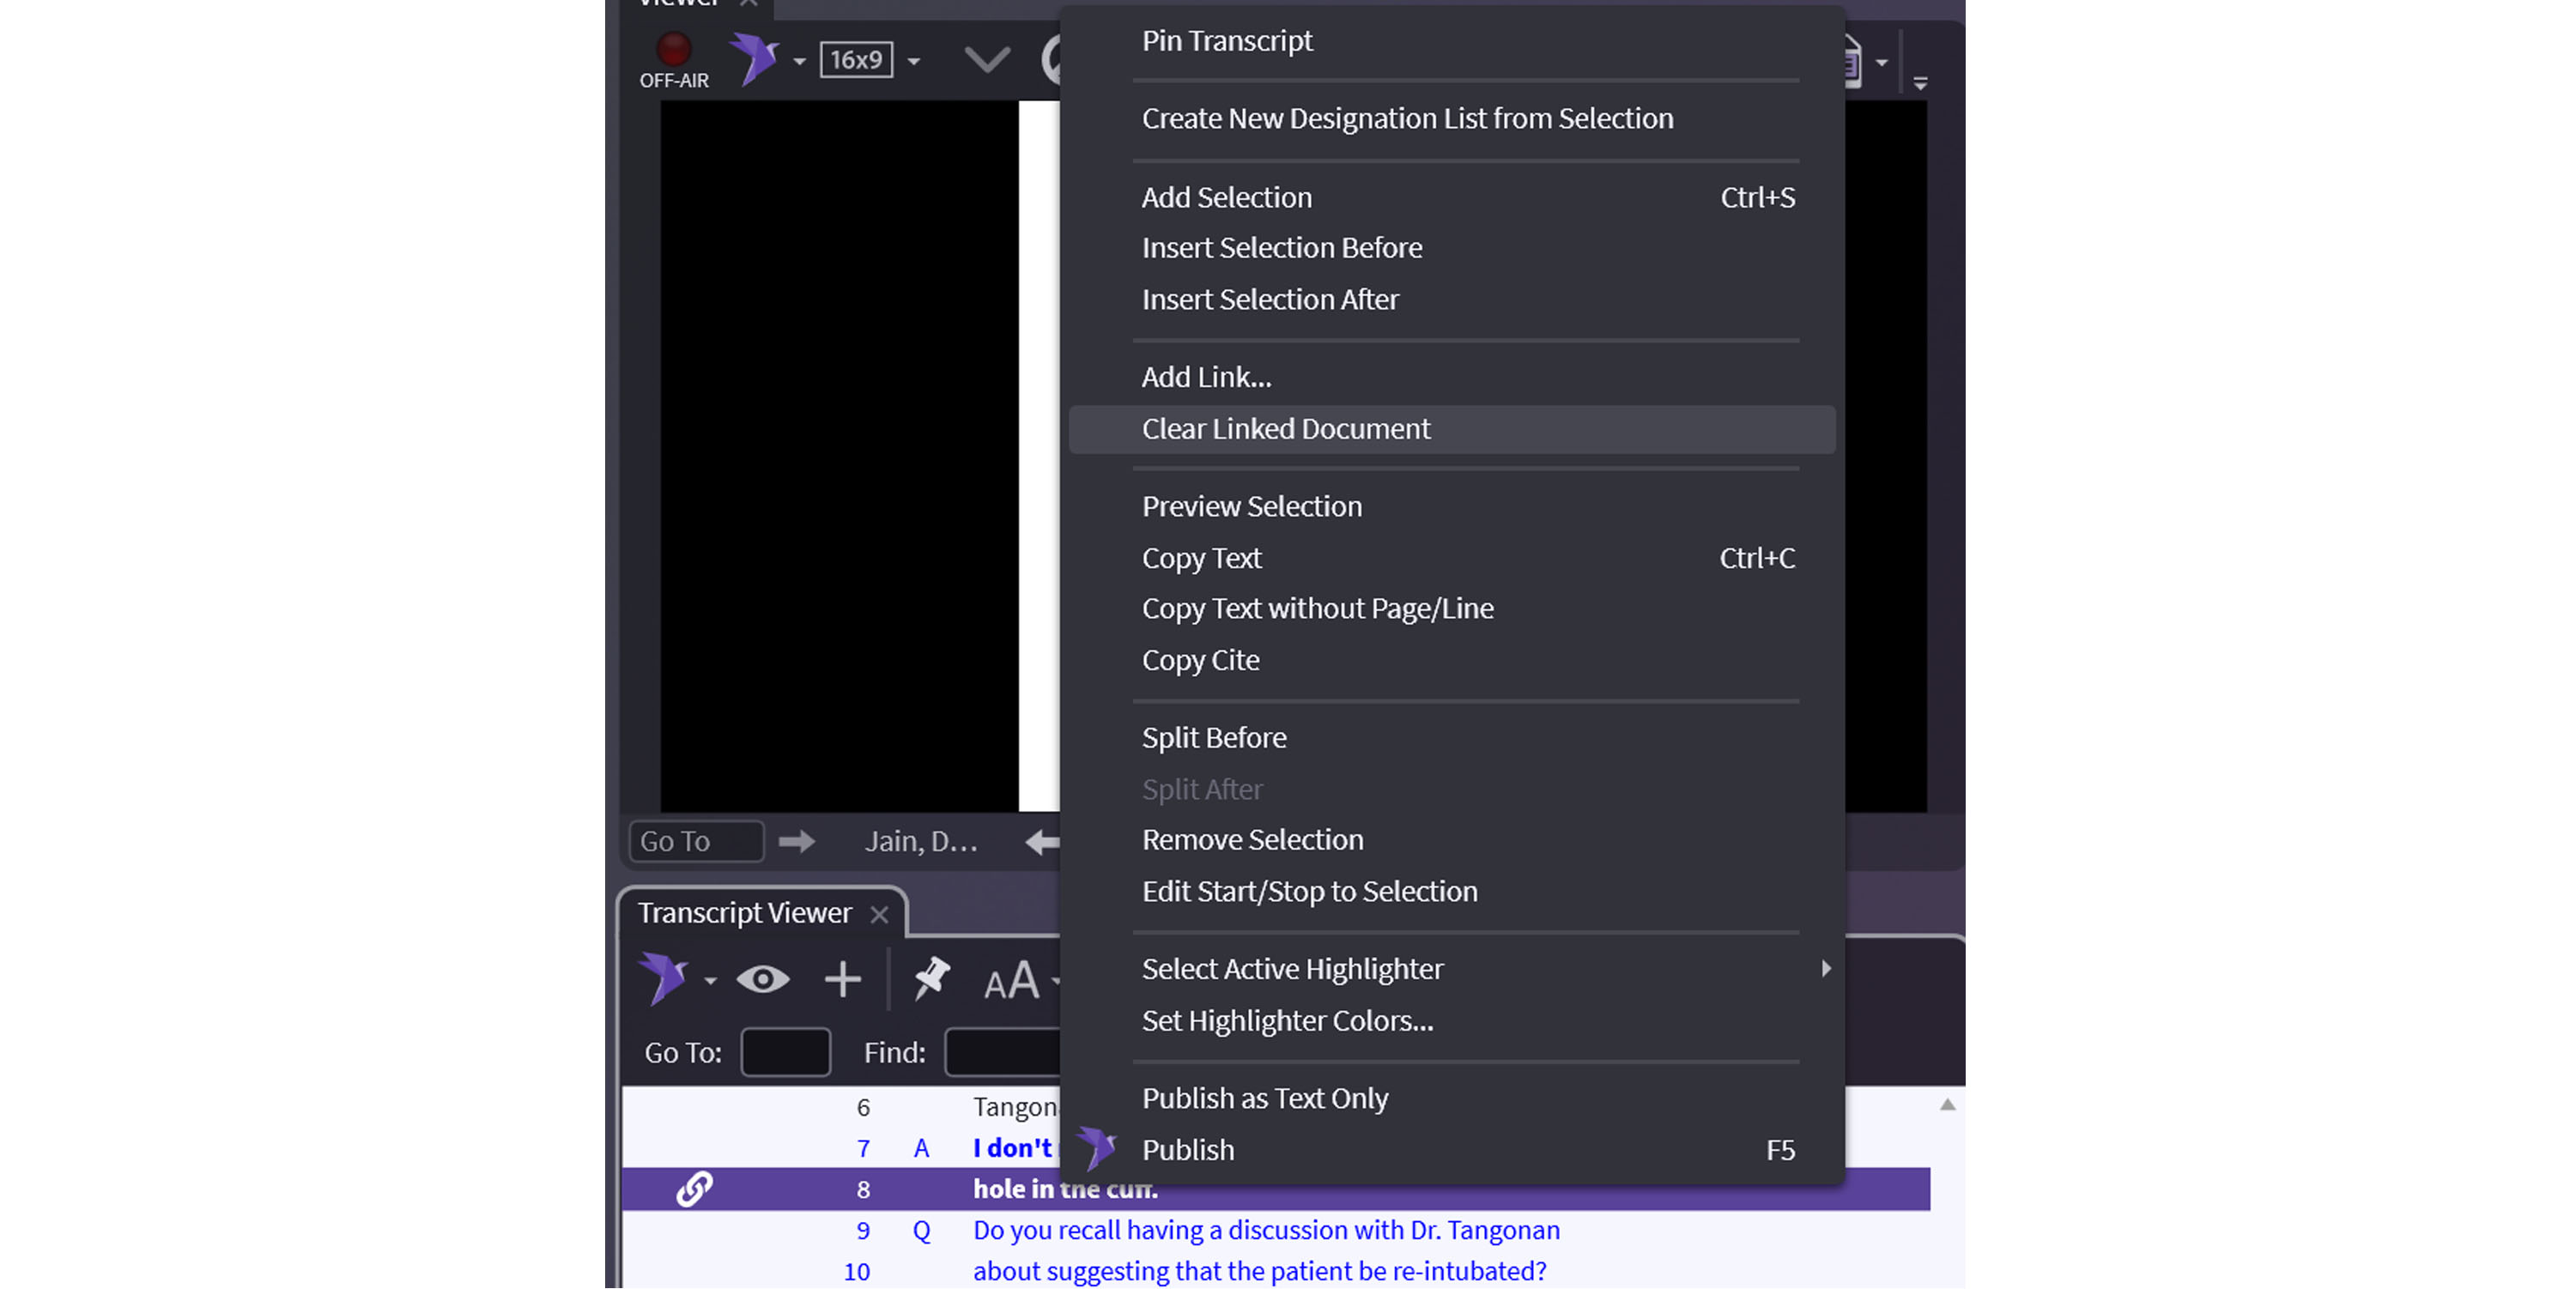 Viewer
OFF-AIR
16x9
Pin Transcript
Create New Designation List from Selection
Add Selection Ctrl+S
Insert Selection Before
Insert Selection After
Add Link...
Clear Linked Document
Preview Selection
Copy Text Ctrl+C
Copy Text without Page/Line
Copy Cite
Split Before
Split After
Remove Selection
Edit Start/Stop to Selection
Select Active Highlighter
Set Highlighter Colors...
Publish as Text Only
Publish F5
Go To
Jain, D...
Transcript Viewer
AA
Go To: Find:
6 Tangon
7 A I don't
8 hole in the cuff.
9 Q Do you recall having a discussion with Dr. Tangonan
10 about suggesting that the patient be re-intubated?